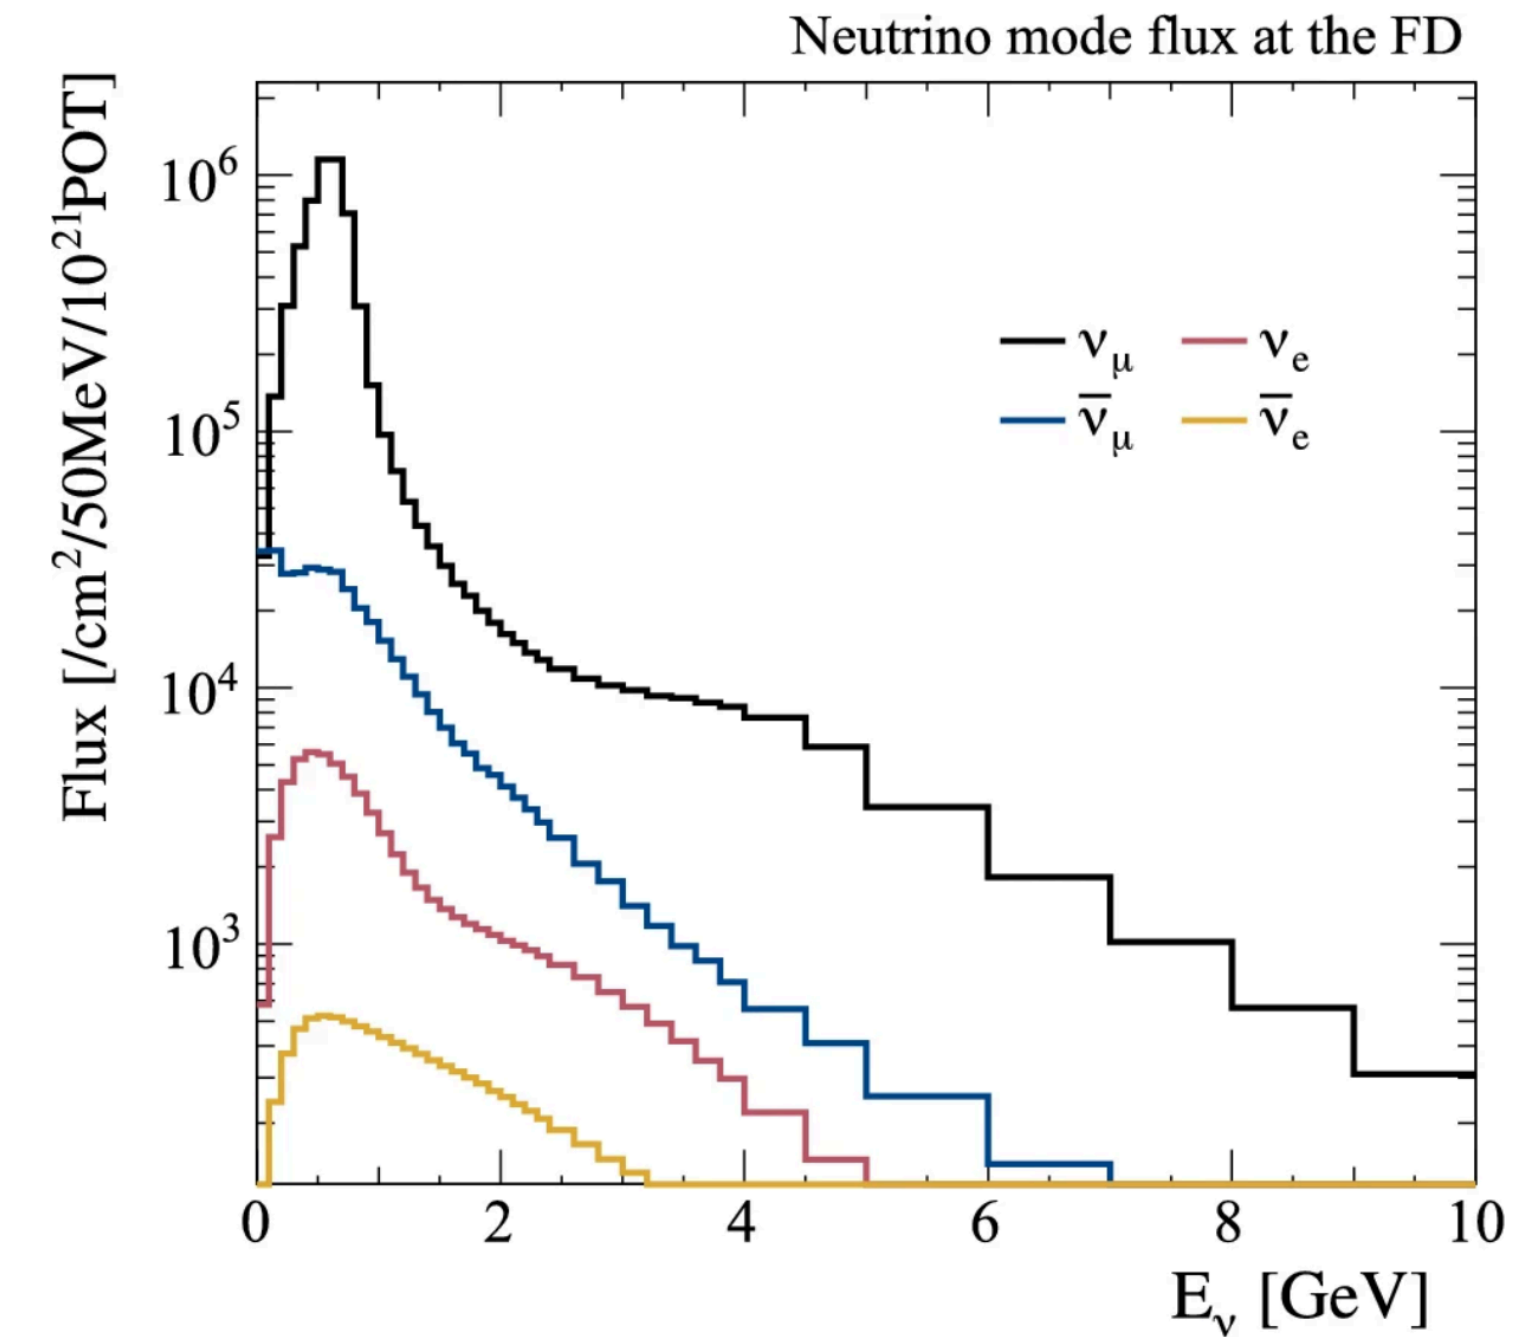 Neutrino mode flux at the FD
Flux [/cm²/50MeV/10²¹POT]
10⁶
10⁵
10⁴
10³
ν_μ ν_e
ν̅_μ ν̅_e
0 2 4 6 8 10
E_ν [GeV]